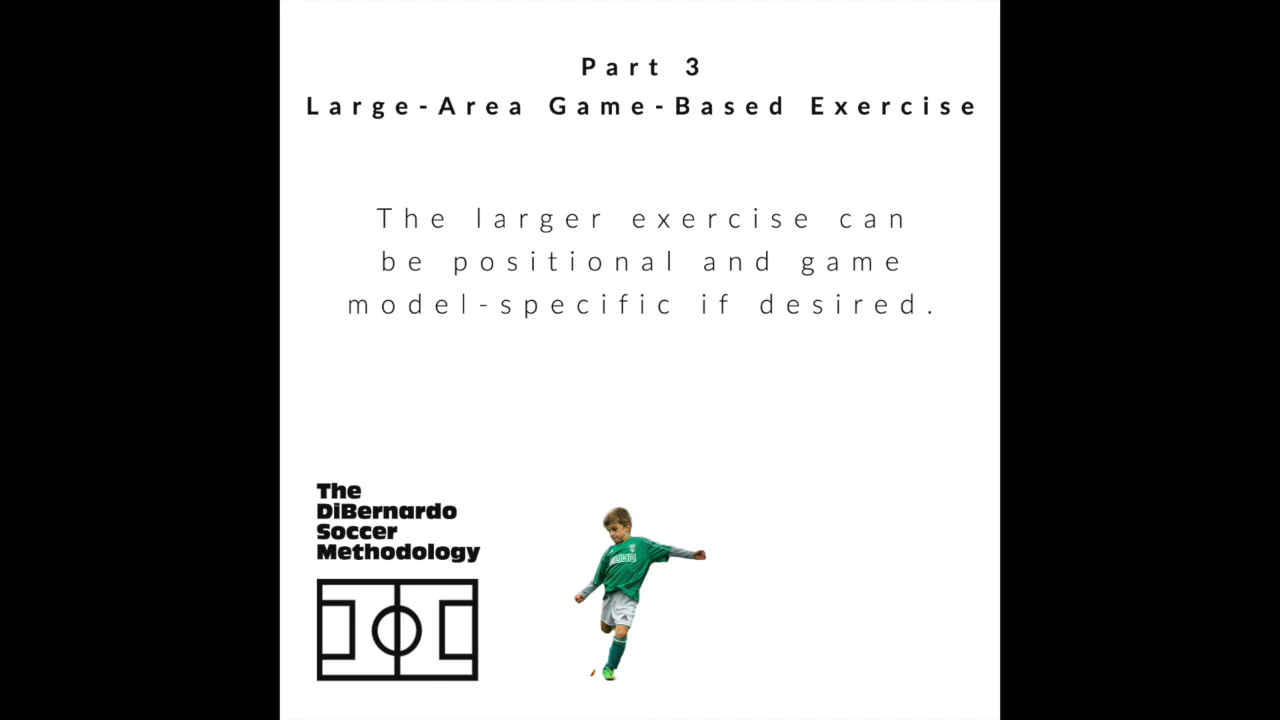 Part 3
Large-Area Game-Based Exercise
The larger exercise can
be positional and game
model-specific if desired.
The
DiBernardo
Soccer
Methodology